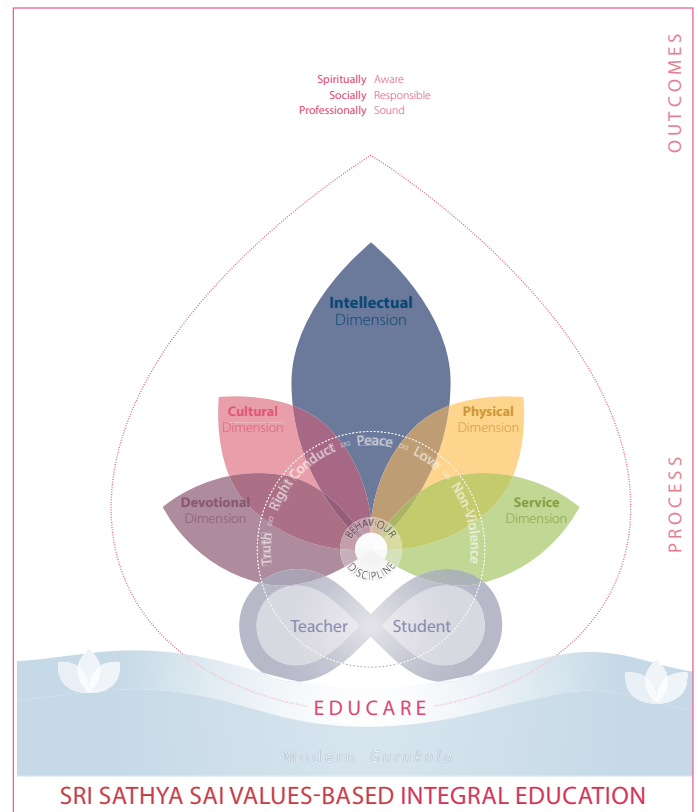 OUTCOMES
Spiritually Aware
Socially Responsible
Professionally Sound
Intellectual
Dimension
Cultural
Dimension
Physical
Dimension
Devotional
Dimension
Service
Dimension
Truth ∞ Right Conduct ∞ Peace ∞ Love ∞ Non-Violence
BEHAVIOUR
DISCIPLINE
PROCESS
Teacher
Student
EDUCARE
Modern Gurukula
SRI SATHYA SAI VALUES-BASED INTEGRAL EDUCATION